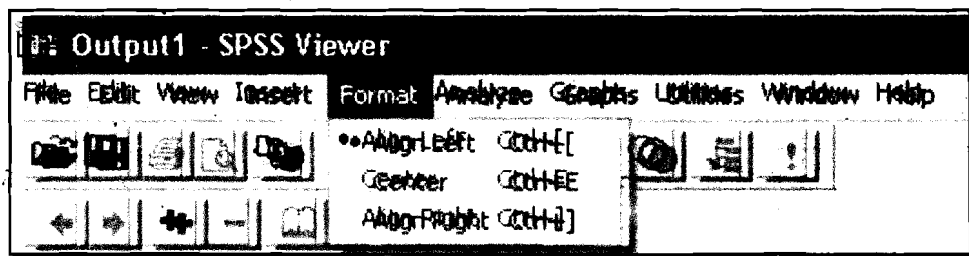 Output1 - SPSS Viewer
File Edit View Insert Format Analyze Graphs Utilities Window Help
•Align Left Ctrl+[
Center Ctrl+E
Align Right Ctrl+]